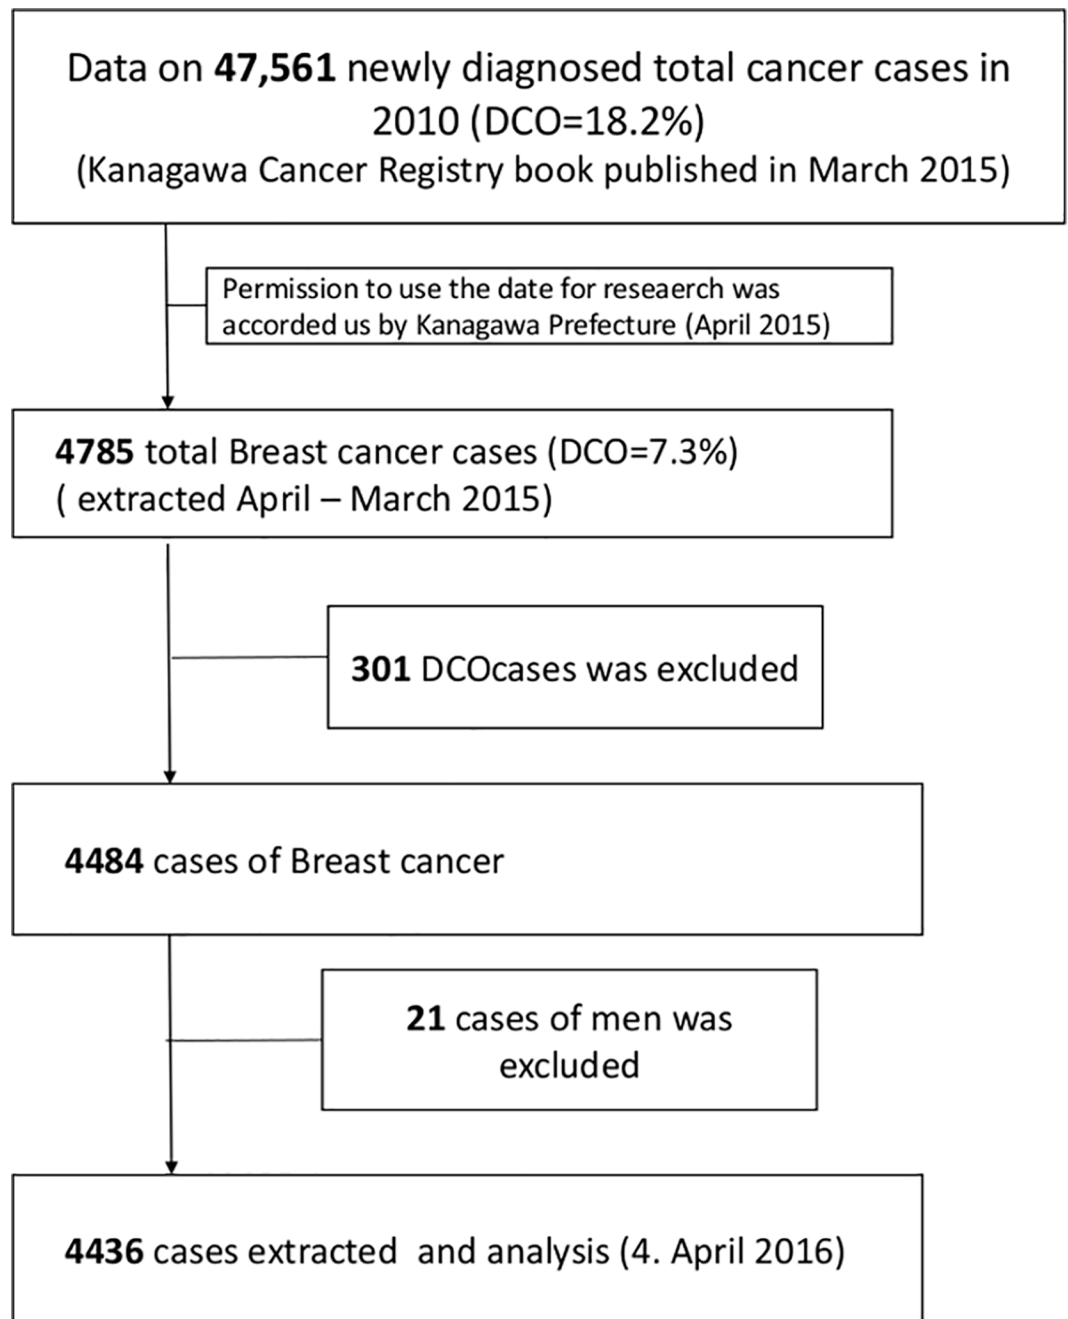 Data on 47,561 newly diagnosed total cancer cases in
2010 (DCO=18.2%)
(Kanagawa Cancer Registry book published in March 2015)
Permission to use the date for reseaerch was
accorded us by Kanagawa Prefecture (April 2015)
4785 total Breast cancer cases (DCO=7.3%)
( extracted April – March 2015)
301 DCOcases was excluded
4484 cases of Breast cancer
21 cases of men was
excluded
4436 cases extracted  and analysis (4. April 2016)